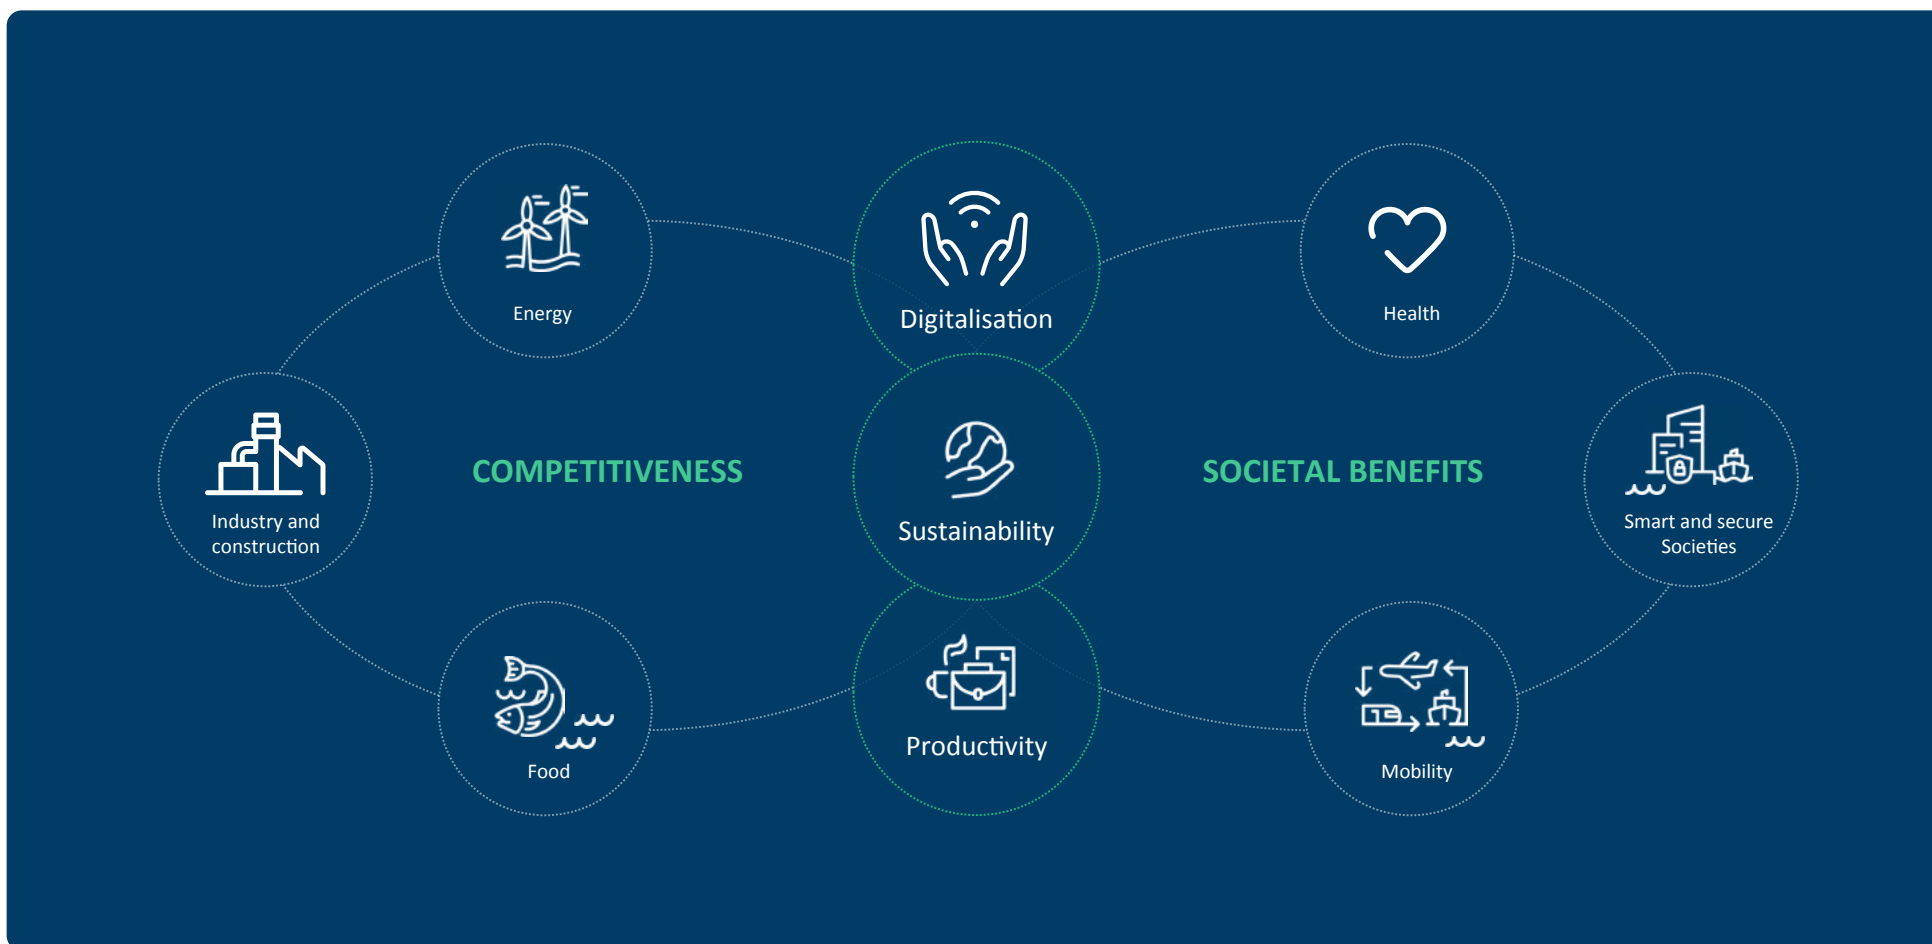 Energy
Digitalisation
Health
Industry and
construction
COMPETITIVENESS
Sustainability
SOCIETAL BENEFITS
Smart and secure
Societies
Food
Productivity
Mobility